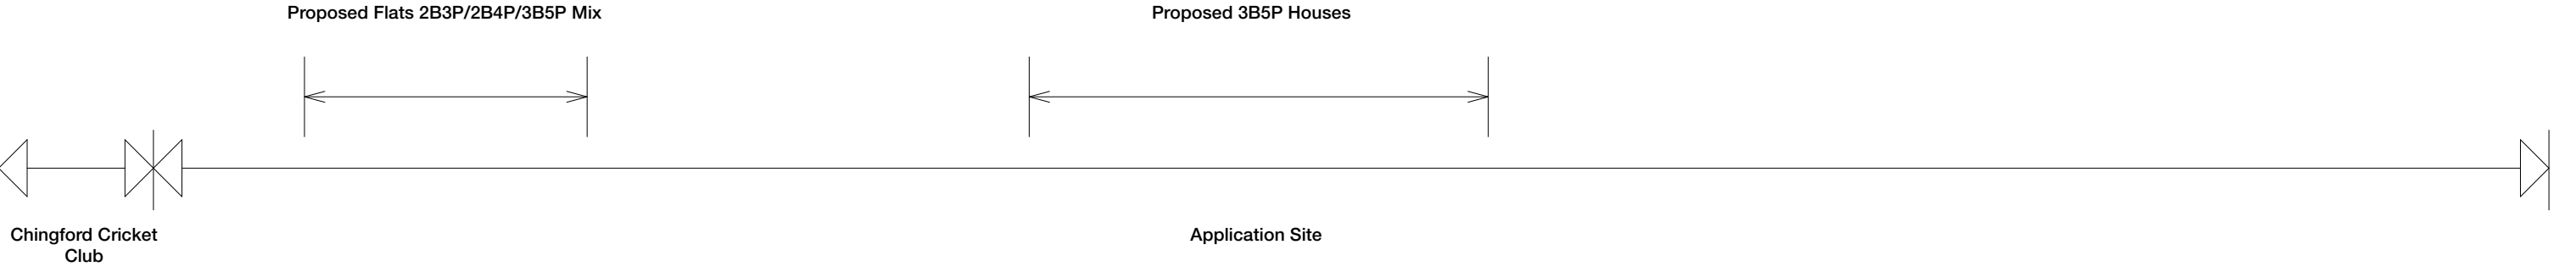 Proposed Flats 2B3P/2B4P/3B5P Mix
Proposed 3B5P Houses
Chingford Cricket
Club
Application Site